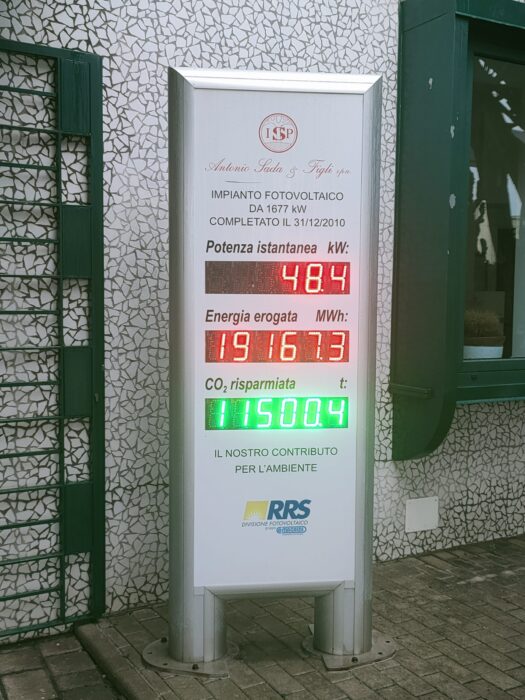 ISP
Antonio Sada & Figli spa
IMPIANTO FOTOVOLTAICO
DA 1677 kW
COMPLETATO IL 31/12/2010
Potenza istantanea kW:
48.4
Energia erogata MWh:
19167.3
CO2 risparmiata t:
11500.4
IL NOSTRO CONTRIBUTO
PER L'AMBIENTE
RRS
DIVISIONE FOTOVOLTAICO